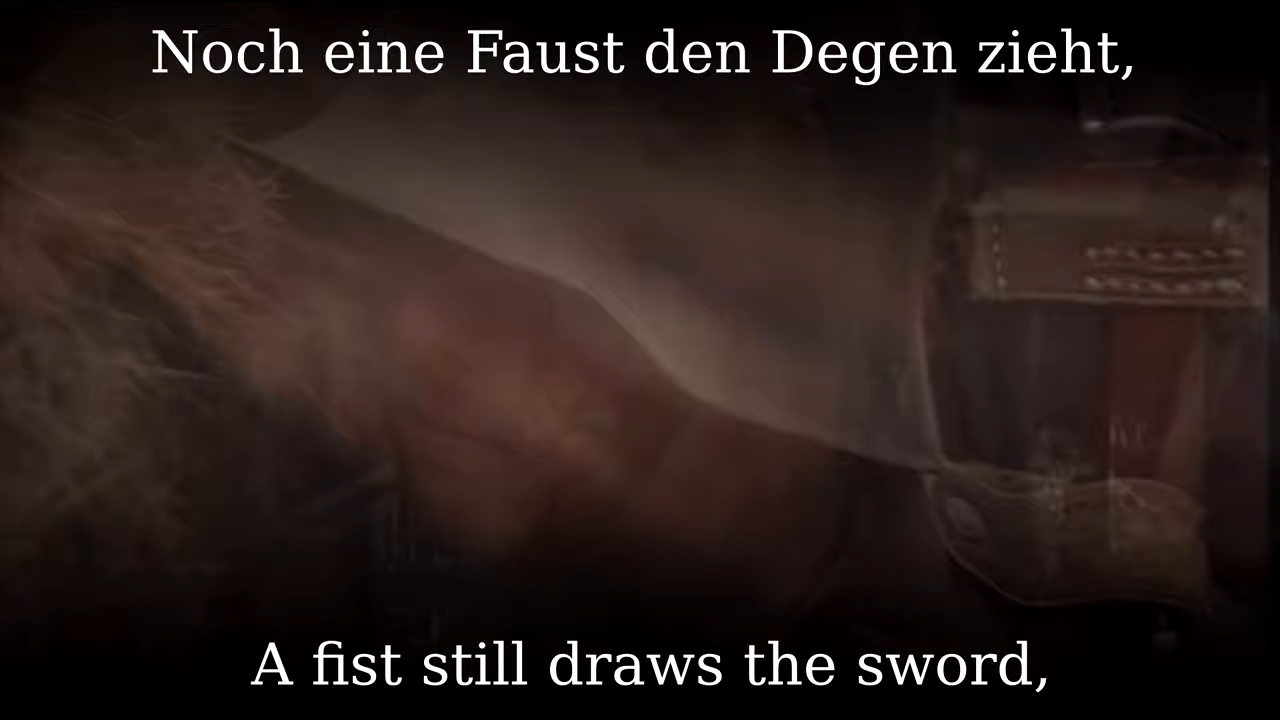 Noch eine Faust den Degen zieht,
A fist still draws the sword,